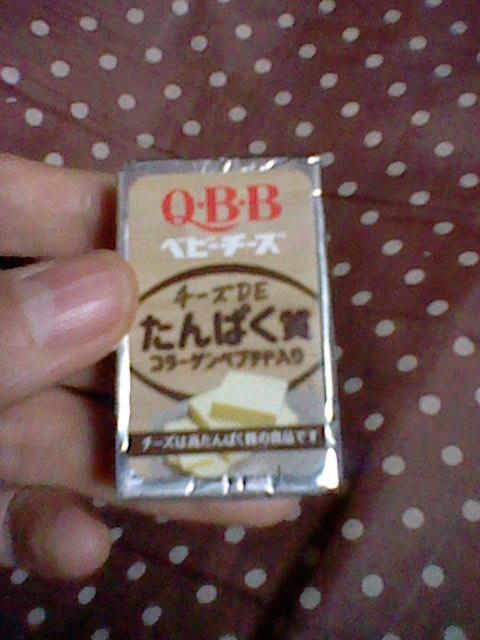 Q・B・B
ベビーチーズ
チーズDE
たんぱく質
コラーゲンペプチド入り
チーズは高たんぱく質の食品です